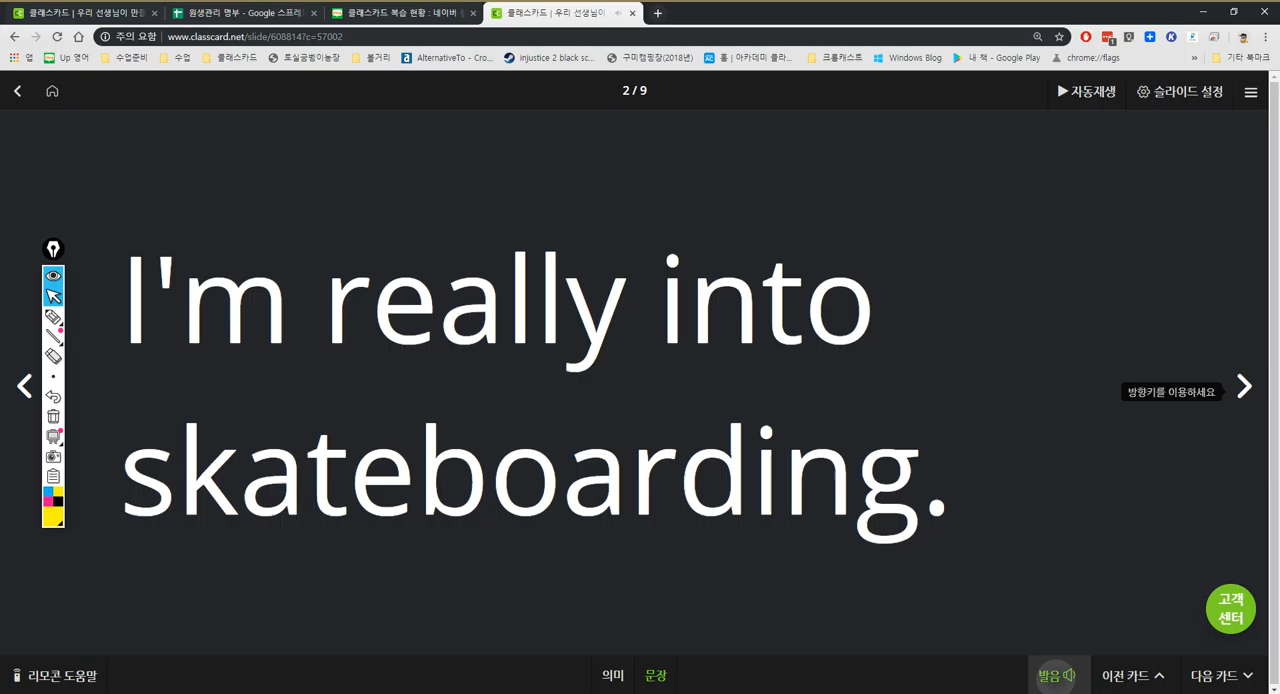 클래스카드 | 우리 선생님이 만든
원생관리 명부 - Google 스프레
클래스카드 복습 현황 : 네이버
클래스카드 | 우리 선생님이
주의 요함 | www.classcard.net/slide/608814?c=57002
앱 Up 영어 수업준비 수업 클래스카드 토실공병이농장 볼거리 AlternativeTo - Cro... injustice 2 black sc... 구미캠핑장(2018년) 홈 | 아카데미 클라... 크롬캐스트 Windows Blog 내 책 - Google Play chrome://flags » 기타 북마크
2 / 9
자동재생 슬라이드 설정
I'm really into
skateboarding.
방향키를 이용하세요
고객
센터
리모콘 도움말 의미 문장 발음 이전 카드 다음 카드